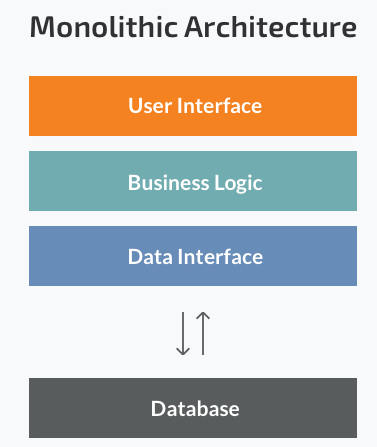 Monolithic Architecture
User Interface
Business Logic
Data Interface
Database